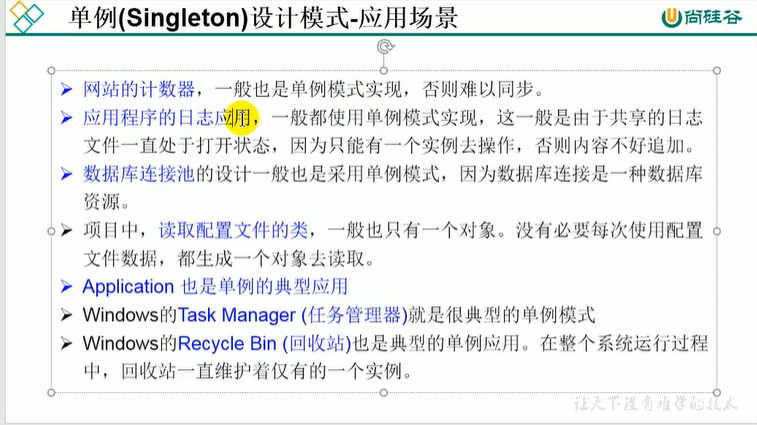 单例(Singleton)设计模式-应用场景
尚硅谷
➢ 网站的计数器，一般也是单例模式实现，否则难以同步。
➢ 应用程序的日志应用，一般都使用单例模式实现，这一般是由于共享的日志
文件一直处于打开状态，因为只能有一个实例去操作，否则内容不好追加。
➢ 数据库连接池的设计一般也是采用单例模式，因为数据库连接是一种数据库
资源。
➢ 项目中，读取配置文件的类，一般也只有一个对象。没有必要每次使用配置
文件数据，都生成一个对象去读取。
➢ Application 也是单例的典型应用
➢ Windows的Task Manager (任务管理器)就是很典型的单例模式
➢ Windows的Recycle Bin (回收站)也是典型的单例应用。在整个系统运行过程
中，回收站一直维护着仅有的一个实例。
让天下没有难学的技术